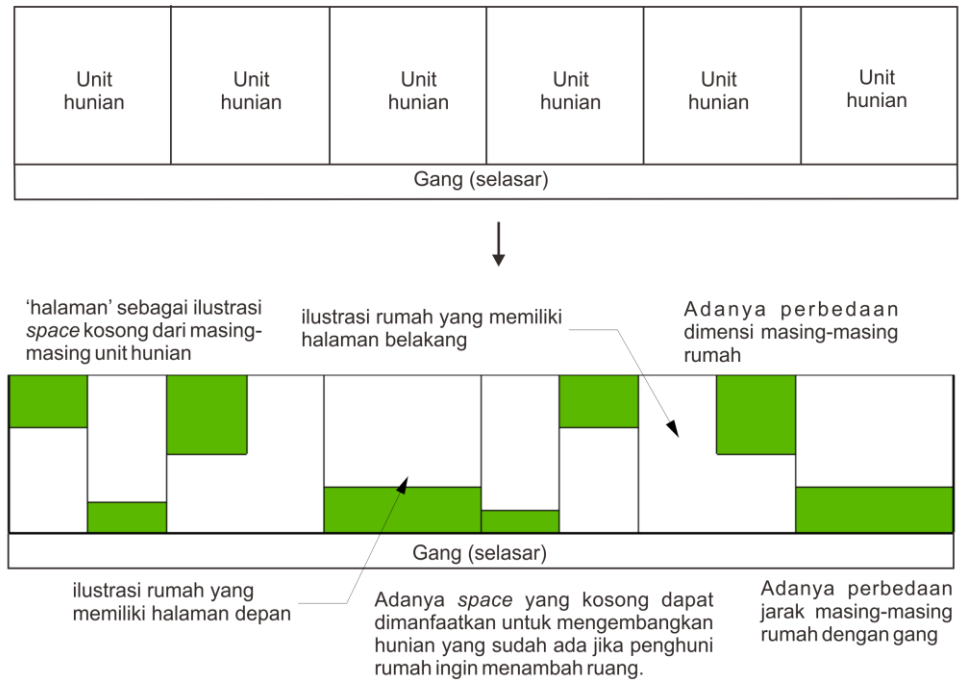 Unit
hunian
Unit
hunian
Unit
hunian
Unit
hunian
Unit
hunian
Unit
hunian
Gang (selasar)
‘halaman’ sebagai ilustrasi
space kosong dari masing-
masing unit hunian
ilustrasi rumah yang memiliki
halaman belakang
Adanya perbedaan
dimensi masing-masing
rumah
Gang (selasar)
ilustrasi rumah yang
memiliki halaman depan
Adanya space yang kosong dapat
dimanfaatkan untuk mengembangkan
hunian yang sudah ada jika penghuni
rumah ingin menambah ruang.
Adanya perbedaan
jarak masing-masing
rumah dengan gang